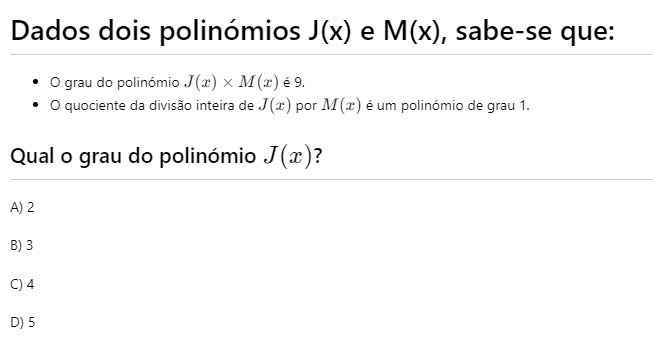 Dados dois polinómios J(x) e M(x), sabe-se que:
• O grau do polinómio J(x) × M(x) é 9.
• O quociente da divisão inteira de J(x) por M(x) é um polinómio de grau 1.
Qual o grau do polinómio J(x)?
A) 2
B) 3
C) 4
D) 5